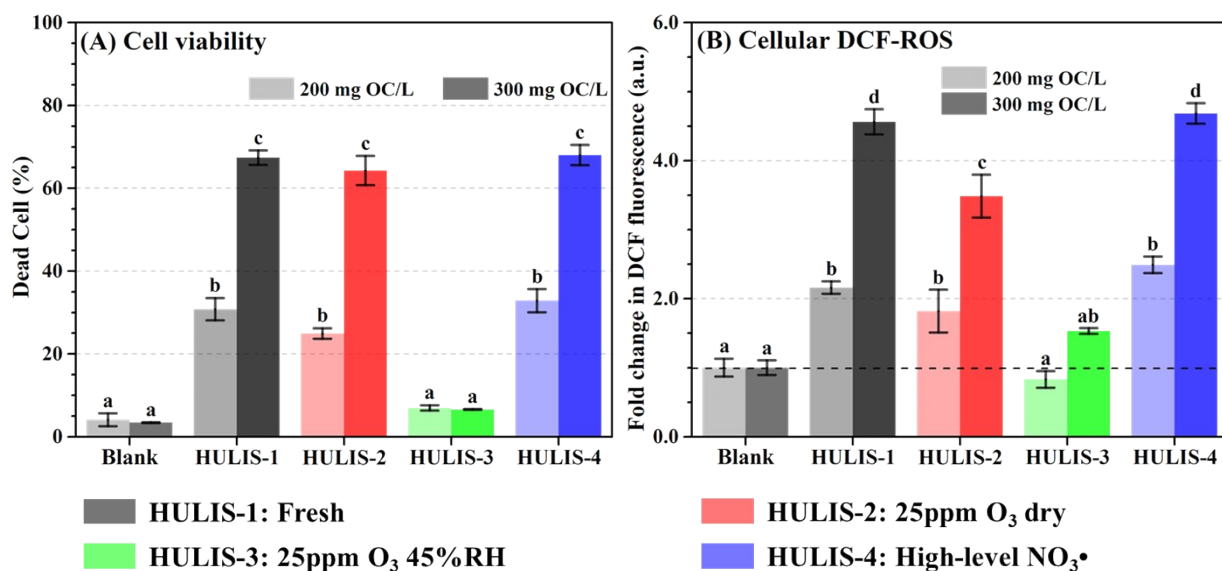 (A) Cell viability
200 mg OC/L
300 mg OC/L
Dead Cell (%)
100
80
60
40
20
0
a
a
b
c
b
c
a
a
b
c
Blank
HULIS-1
HULIS-2
HULIS-3
HULIS-4
(B) Cellular DCF-ROS
200 mg OC/L
300 mg OC/L
Fold change in DCF fluorescence (a.u.)
6.0
4.0
2.0
0.0
a
a
b
d
b
c
a
ab
b
d
Blank
HULIS-1
HULIS-2
HULIS-3
HULIS-4
HULIS-1: Fresh
HULIS-2: 25ppm O₃ dry
HULIS-3: 25ppm O₃ 45%RH
HULIS-4: High-level NO₃•